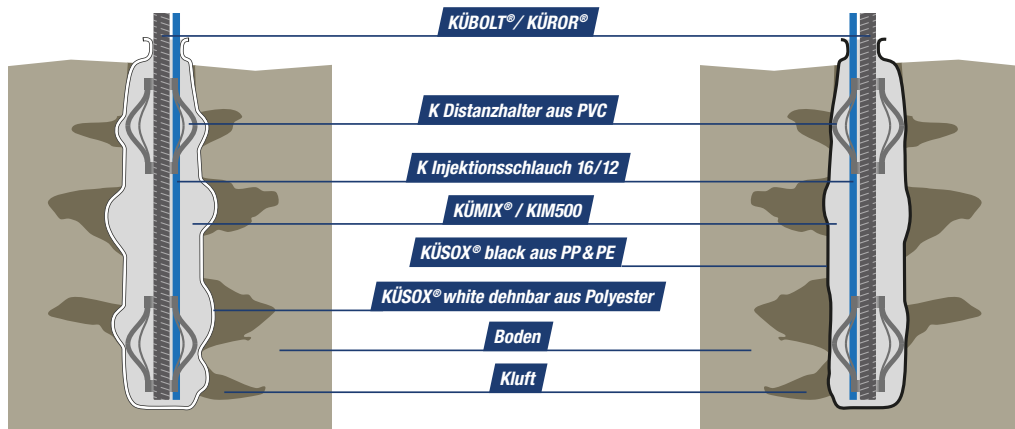 KÜBOLT®/ KÜROR®
K Distanzhalter aus PVC
K Injektionsschlauch 16/12
KÜMIX® / KIM500
KÜSOX® black aus PP & PE
KÜSOX® white dehnbar aus Polyester
Boden
Kluft